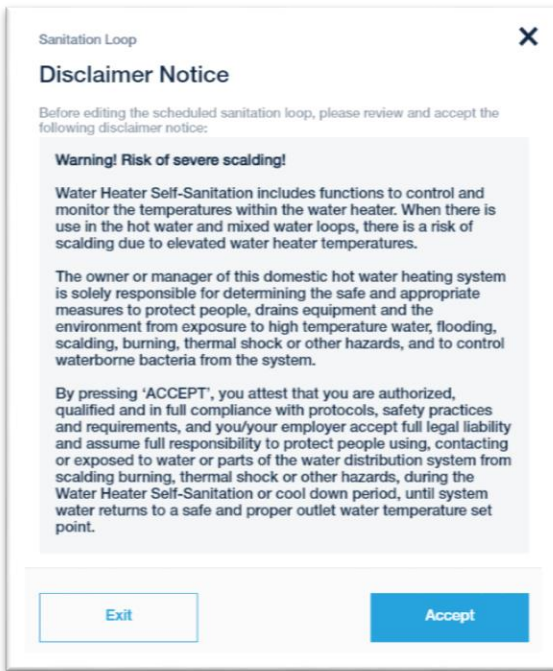 Sanitation Loop
Disclaimer Notice
Before editing the scheduled sanitation loop, please review and accept the
following disclaimer notice:
Warning! Risk of severe scalding!
Water Heater Self-Sanitation includes functions to control and
monitor the temperatures within the water heater. When there is
use in the hot water and mixed water loops, there is a risk of
scalding due to elevated water heater temperatures.
The owner or manager of this domestic hot water heating system
is solely responsible for determining the safe and appropriate
measures to protect people, drains equipment and the
environment from exposure to high temperature water, flooding,
scalding, burning, thermal shock or other hazards, and to control
waterborne bacteria from the system.
By pressing ‘ACCEPT’, you attest that you are authorized,
qualified and in full compliance with protocols, safety practices
and requirements, and you/your employer accept full legal liability
and assume full responsibility to protect people using, contacting
or exposed to water or parts of the water distribution system from
scalding burning, thermal shock or other hazards, during the
Water Heater Self-Sanitation or cool down period, until system
water returns to a safe and proper outlet water temperature set
point.
Exit
Accept